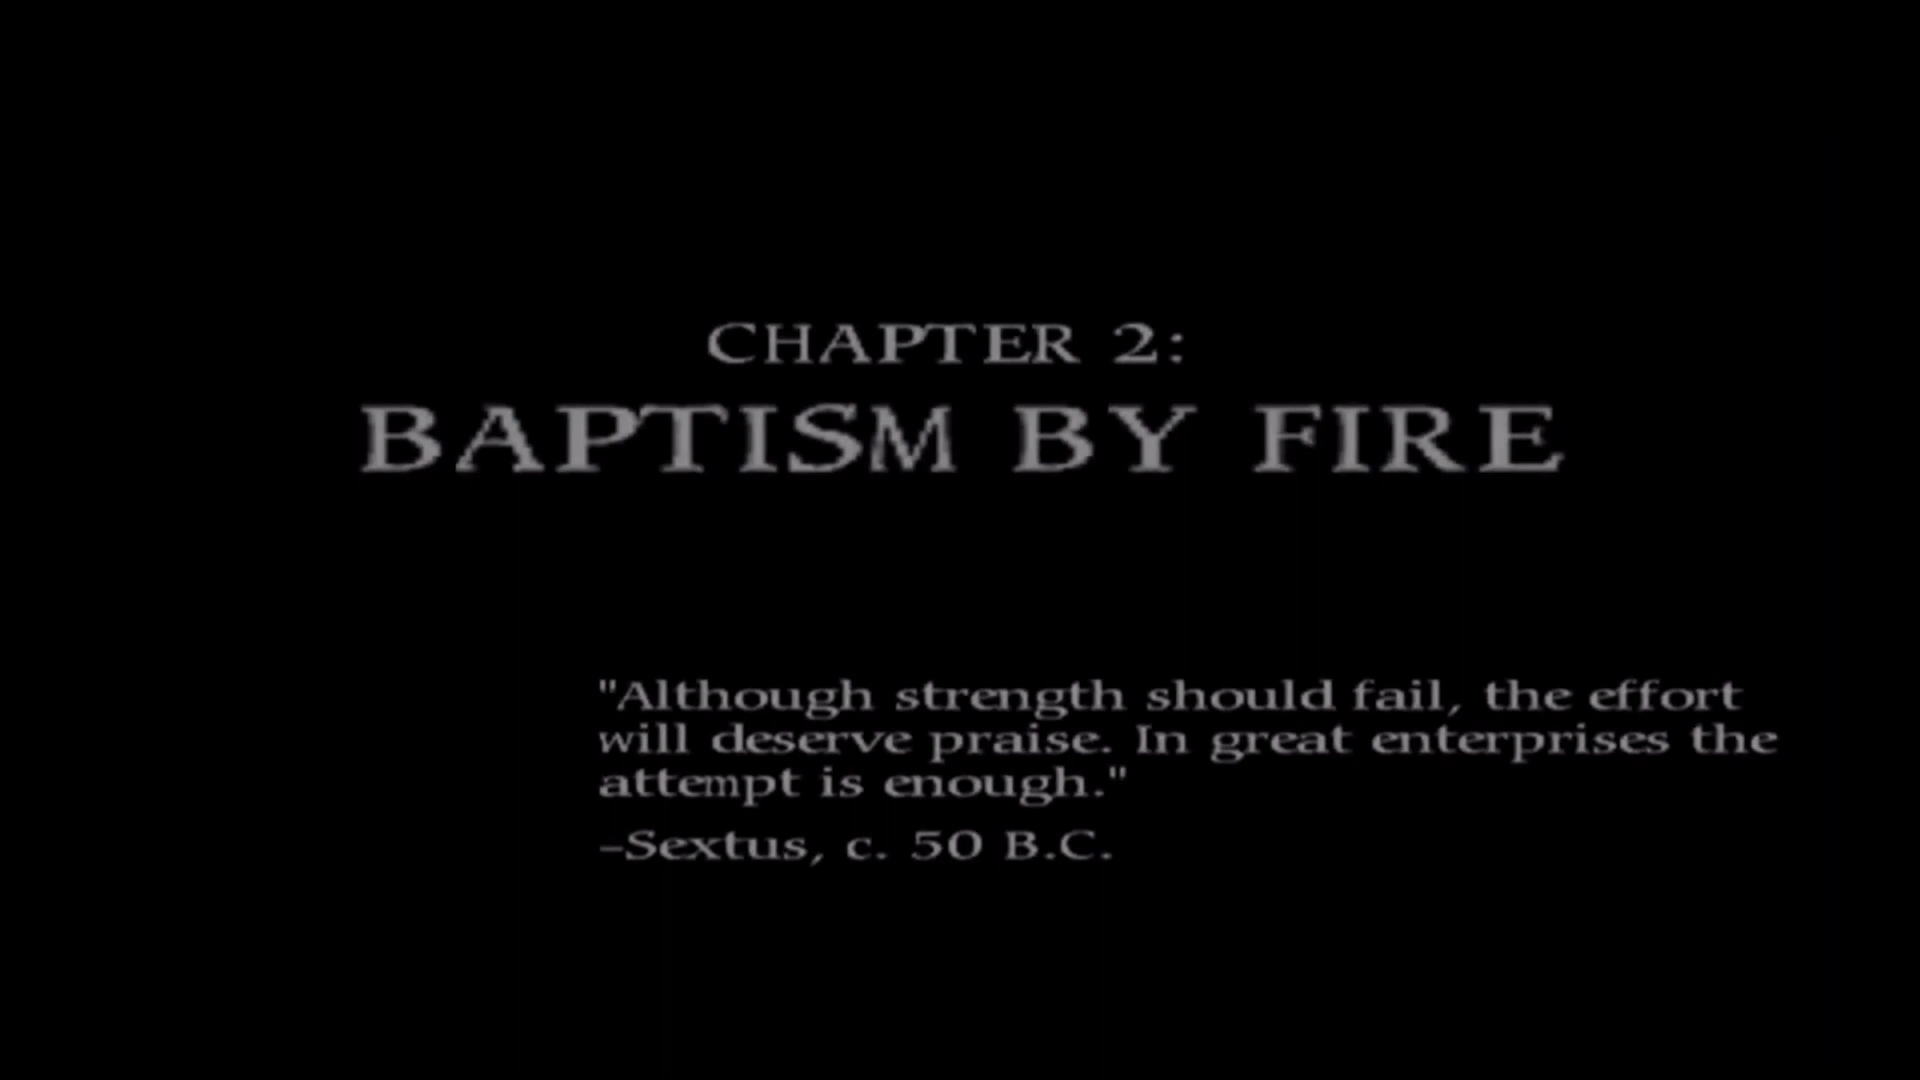 CHAPTER 2:
BAPTISM BY FIRE
"Although strength should fail, the effort
will deserve praise. In great enterprises the
attempt is enough."
–Sextus, c. 50 B.C.